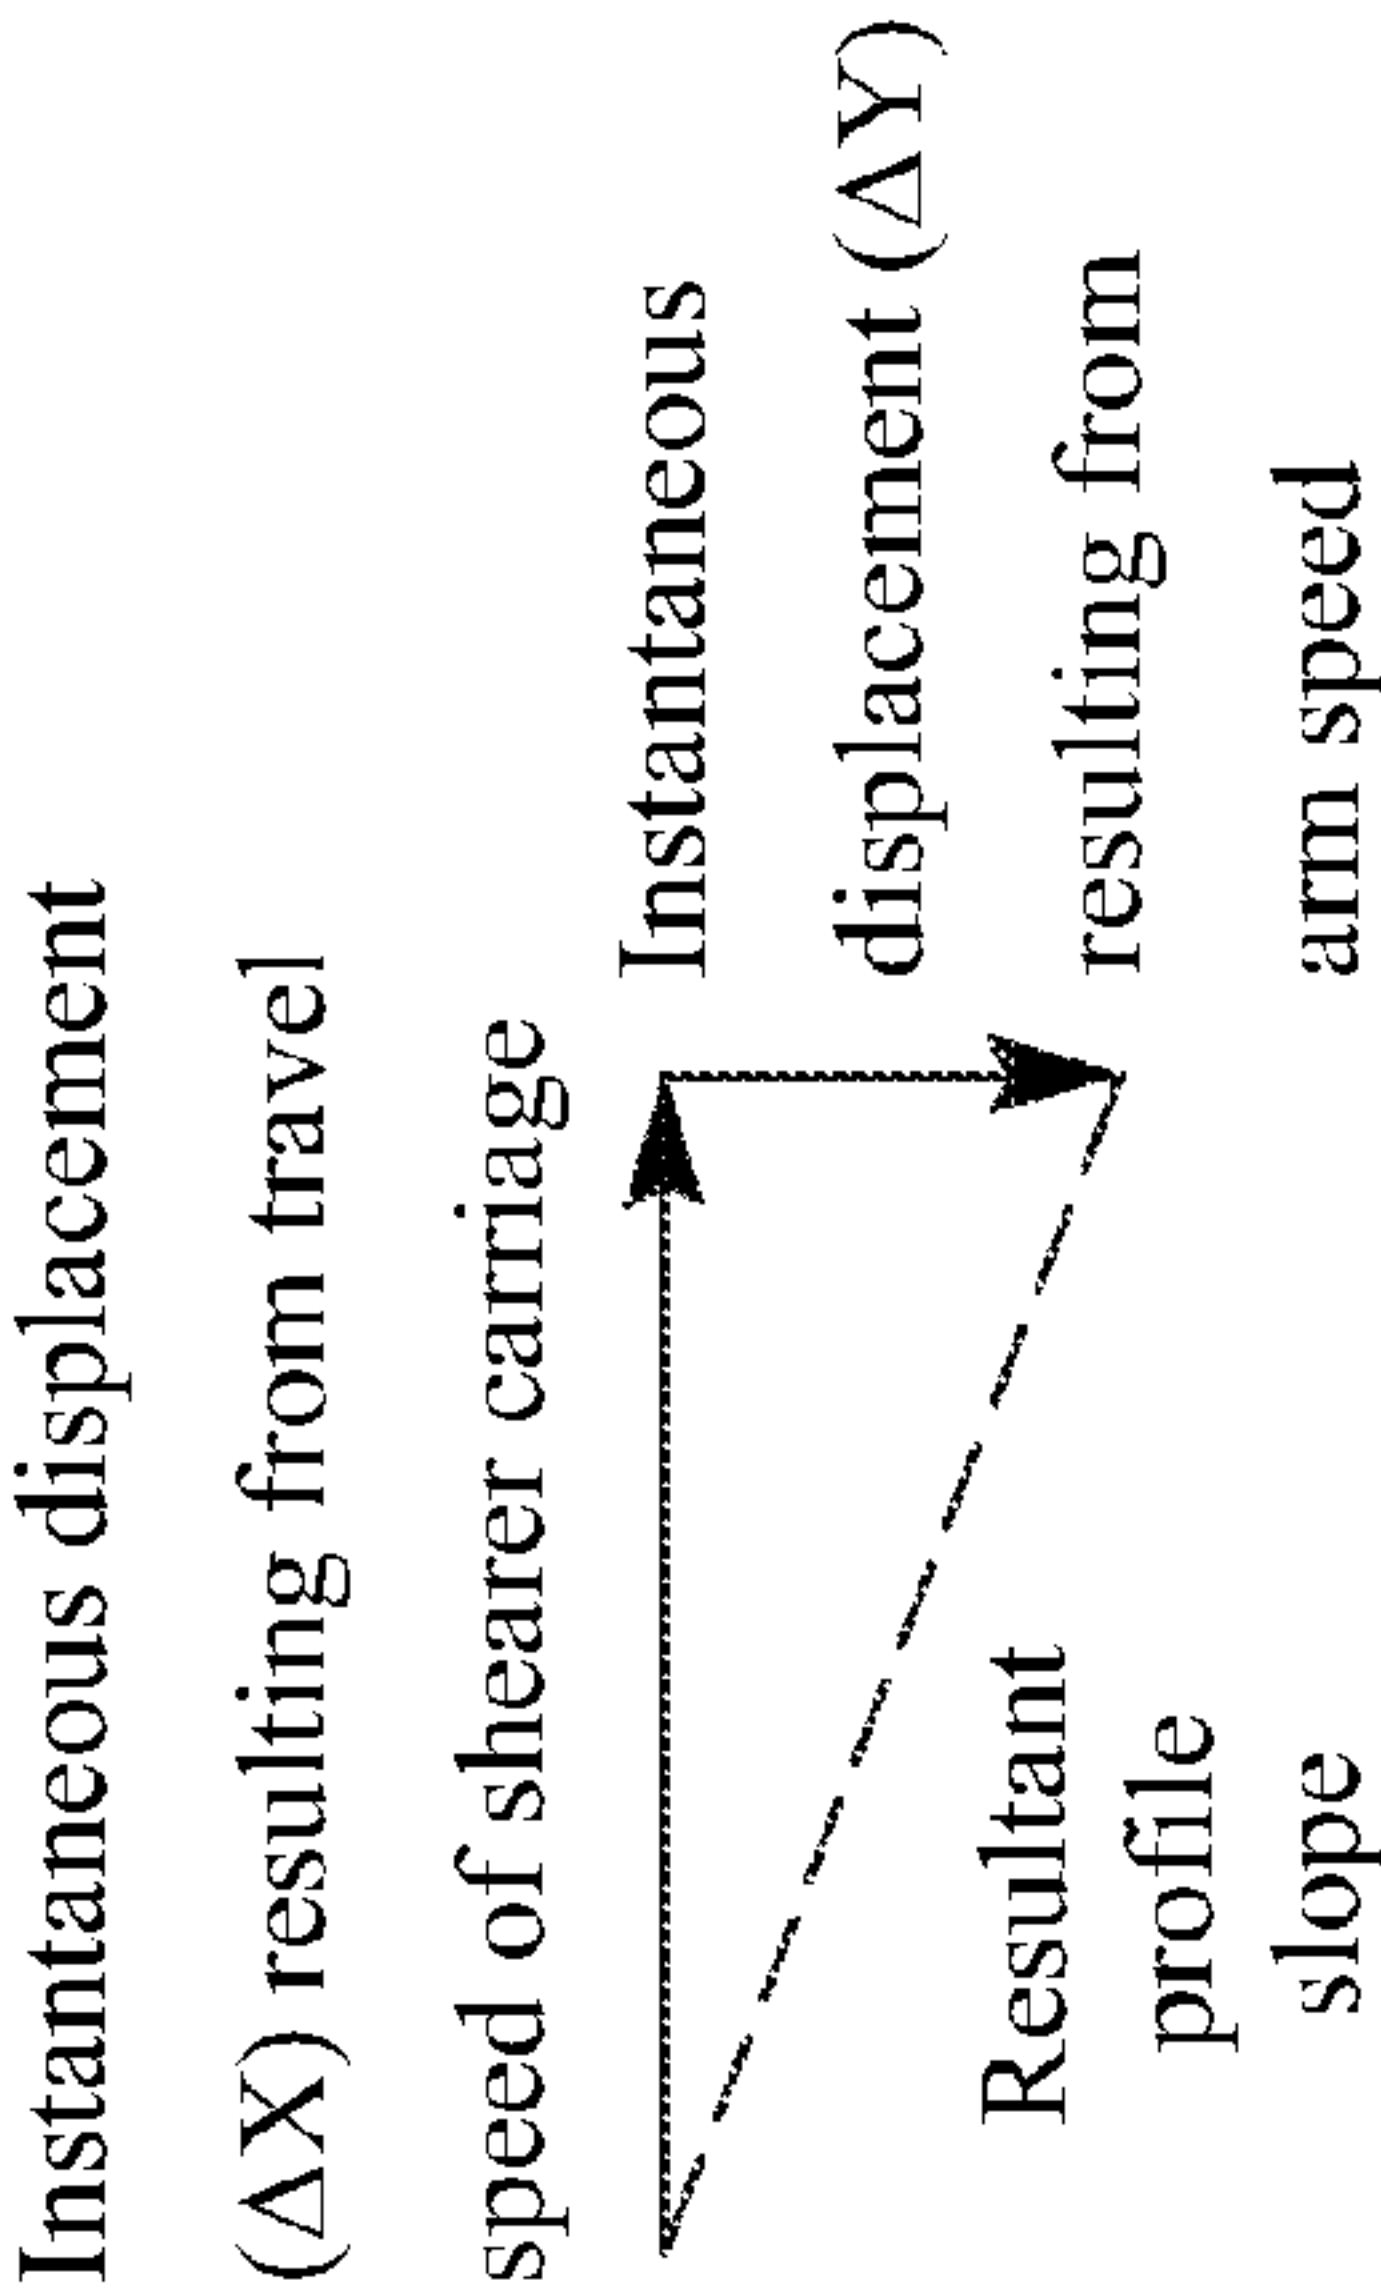 Instantaneous displacement
(ΔX) resulting from travel
speed of shearer carriage
Instantaneous
displacement (ΔY)
resulting from
arm speed
Resultant
profile
slope